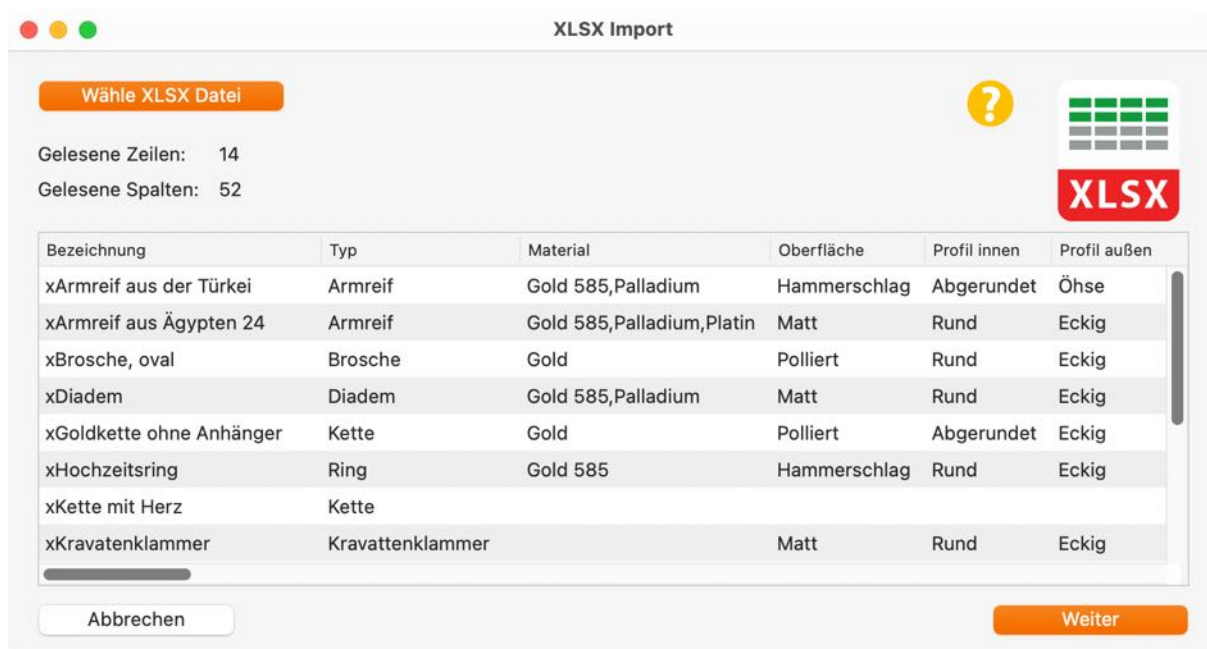 XLSX Import
Wähle XLSX Datei
?
Gelesene Zeilen: 14
Gelesene Spalten: 52
XLSX
Bezeichnung Typ Material Oberfläche Profil innen Profil außen
xArmreif aus der Türkei Armreif Gold 585,Palladium Hammerschlag Abgerundet Öhse
xArmreif aus Ägypten 24 Armreif Gold 585,Palladium,Platin Matt Rund Eckig
xBrosche, oval Brosche Gold Polliert Rund Eckig
xDiadem Diadem Gold 585,Palladium Matt Rund Eckig
xGoldkette ohne Anhänger Kette Gold Polliert Abgerundet Eckig
xHochzeitsring Ring Gold 585 Hammerschlag Rund Eckig
xKette mit Herz Kette
xKravatenklammer Kravattenklammer Matt Rund Eckig
Abbrechen Weiter